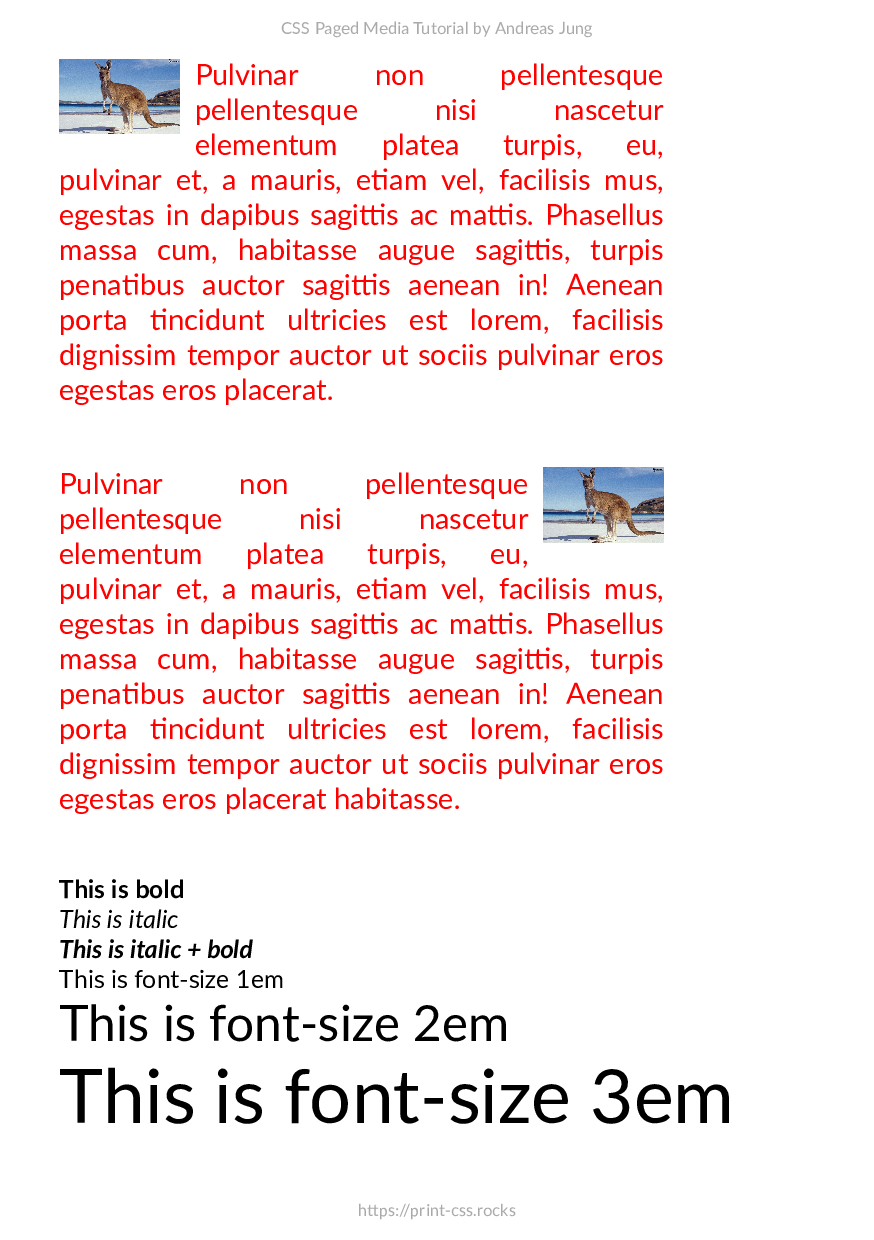 CSS Paged Media Tutorial by Andreas Jung
Pulvinar non pellentesque
pellentesque nisi nascetur
elementum platea turpis, eu,
pulvinar et, a mauris, etiam vel, facilisis mus,
egestas in dapibus sagittis ac mattis. Phasellus
massa cum, habitasse augue sagittis, turpis
penatibus auctor sagittis aenean in! Aenean
porta tincidunt ultricies est lorem, facilisis
dignissim tempor auctor ut sociis pulvinar eros
egestas eros placerat.
Pulvinar non pellentesque
pellentesque nisi nascetur
elementum platea turpis, eu,
pulvinar et, a mauris, etiam vel, facilisis mus,
egestas in dapibus sagittis ac mattis. Phasellus
massa cum, habitasse augue sagittis, turpis
penatibus auctor sagittis aenean in! Aenean
porta tincidunt ultricies est lorem, facilisis
dignissim tempor auctor ut sociis pulvinar eros
egestas eros placerat habitasse.
This is bold
This is italic
This is italic + bold
This is font-size 1em
This is font-size 2em
This is font-size 3em
https://print-css.rocks